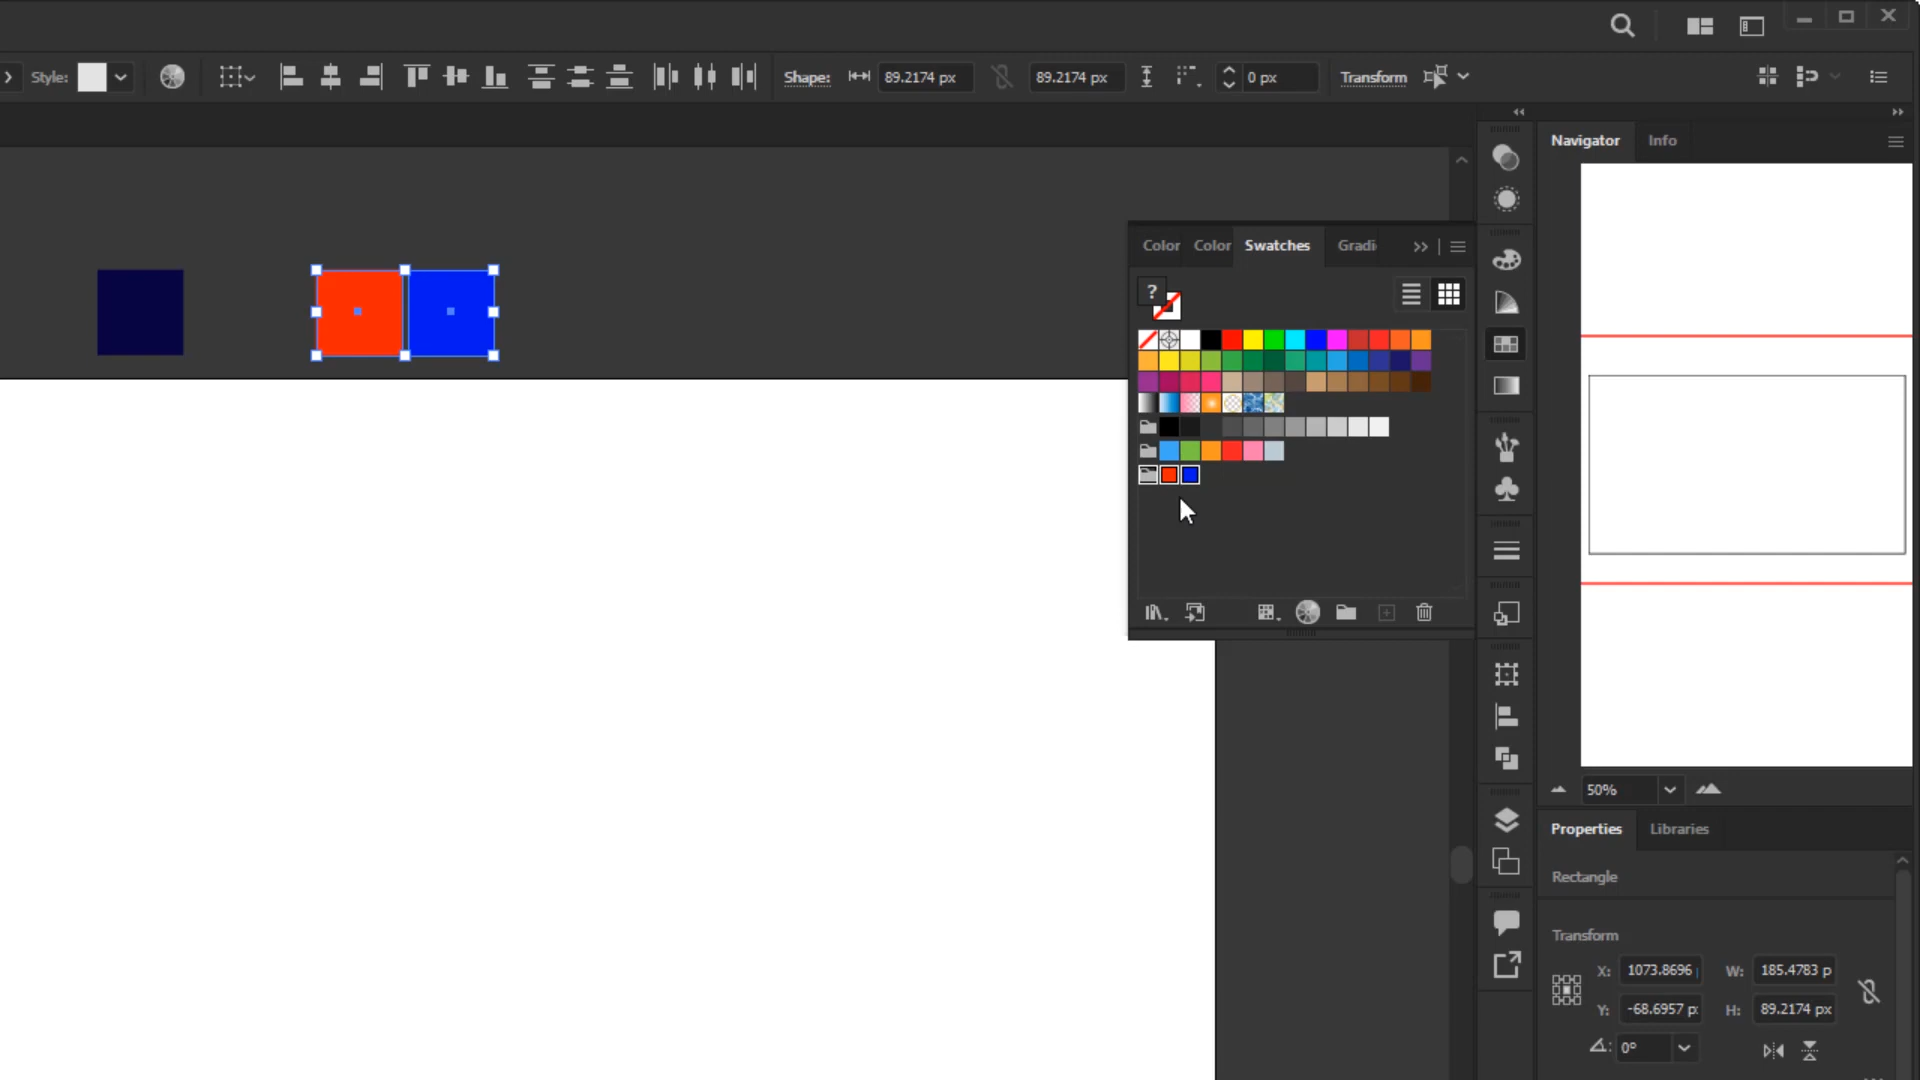 Style:
Shape:
89.2174 px
89.2174 px
0 px
Transform
Navigator
Info
Color
Color
Swatches
Gradi
?
50%
Properties
Libraries
Rectangle
Transform
X:
1073.8696
W:
185.4783 p
Y:
-68.6957 p
H:
89.2174 px
0°